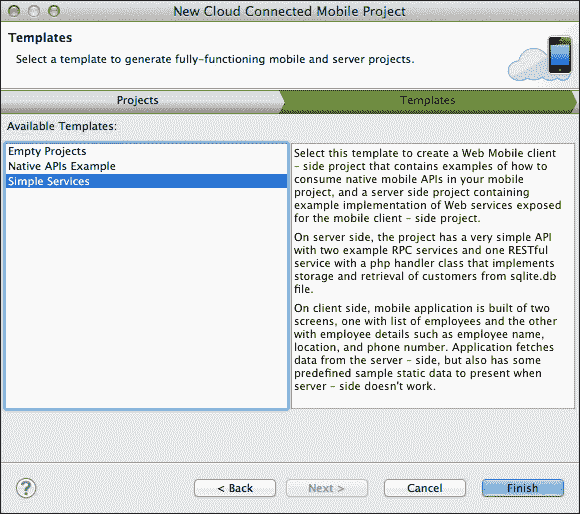 New Cloud Connected Mobile Project
Templates
Select a template to generate fully-functioning mobile and server projects.
Projects
Templates
Available Templates:
Empty Projects
Native APIs Example
Simple Services
Select this template to create a Web Mobile client
- side project that contains examples of how to
consume native mobile APIs in your mobile
project, and a server side project containing
example implementation of Web services exposed
for the mobile client - side project.
On server side, the project has a very simple API
with two example RPC services and one RESTful
service with a php handler class that implements
storage and retrieval of customers from sqlite.db
file.
On client side, mobile application is built of two
screens, one with list of employees and the other
with employee details such as employee name,
location, and phone number. Application fetches
data from the server - side, but also has some
predefined sample static data to present when
server - side doesn't work.
?
< Back
Next >
Cancel
Finish